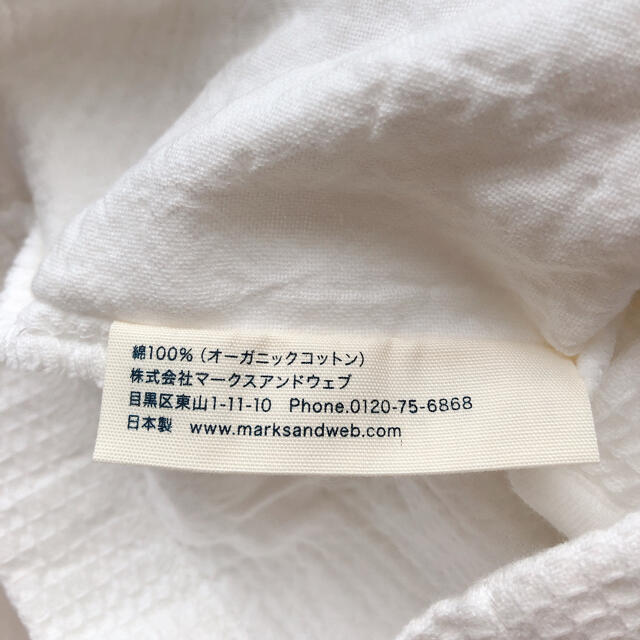 綿100%（オーガニックコットン）
株式会社マークスアンドウェブ
目黒区東山1-11-10　Phone.0120-75-6868
日本製　www.marksandweb.com